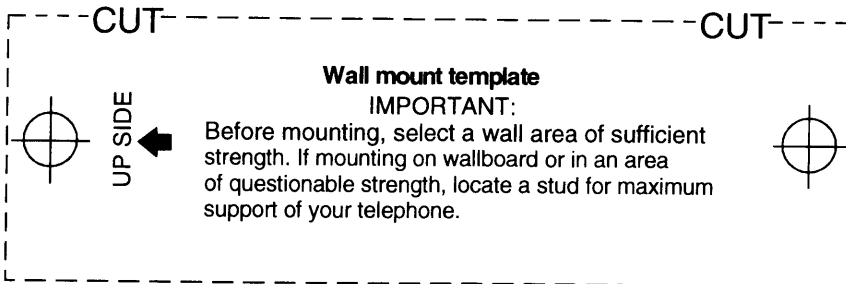 CUT CUT
Wall mount template
IMPORTANT:
UP SIDE
Before mounting, select a wall area of sufficient
strength. If mounting on wallboard or in an area
of questionable strength, locate a stud for maximum
support of your telephone.